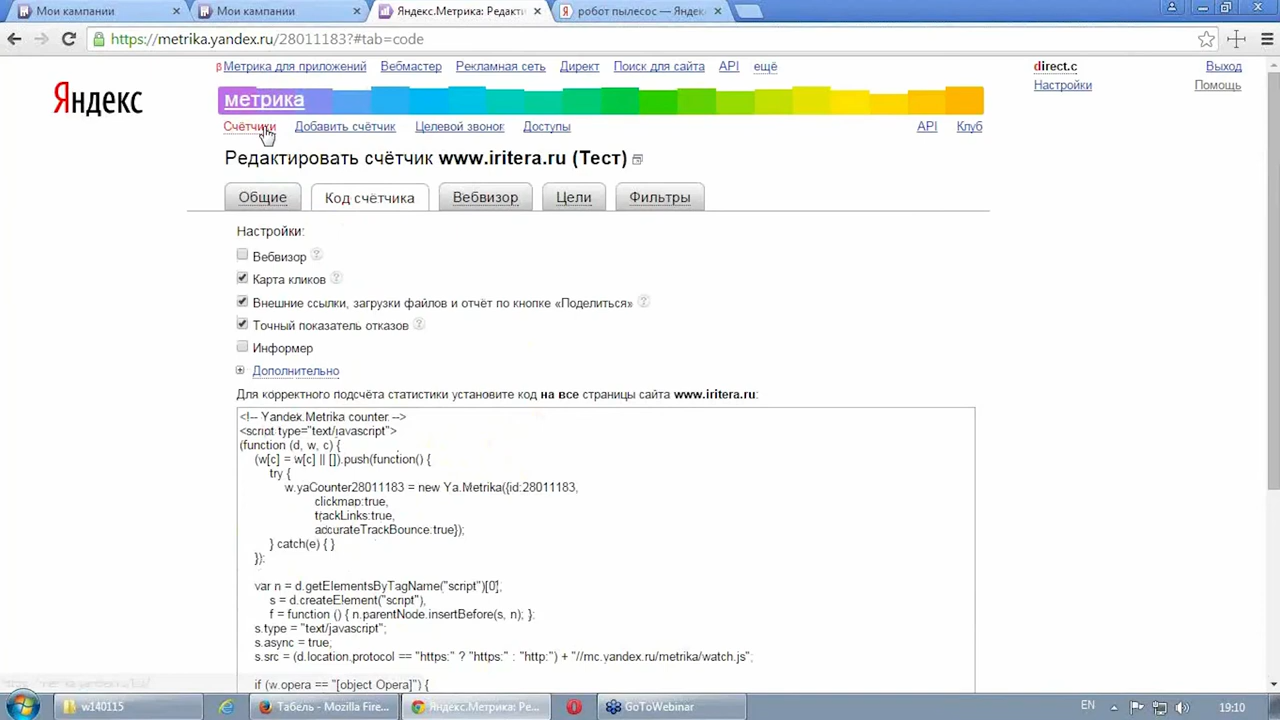 Мои кампании
Мои кампании
Яндекс.Метрика: Редакти
робот пылесос — Яндекс
https://metrika.yandex.ru/28011183?#tab=code
β Метрика для приложений Вебмастер Рекламная сеть Директ Поиск для сайта API ещё
direct.c Выход
Настройки Помощь
Яндекс
метрика
Счётчики Добавить счётчик Целевой звонок Доступы API Клуб
Редактировать счётчик www.iritera.ru (Тест)
Общие Код счётчика Вебвизор Цели Фильтры
Настройки:
Вебвизор ?
Карта кликов ?
Внешние ссылки, загрузки файлов и отчёт по кнопке «Поделиться» ?
Точный показатель отказов ?
Информер
Дополнительно
Для корректного подсчёта статистики установите код на все страницы сайта www.iritera.ru:
<!-- Yandex.Metrika counter -->
<script type="text/javascript">
(function (d, w, c) {
(w[c] = w[c] || []).push(function() {
try {
w.yaCounter28011183 = new Ya.Metrika({id:28011183,
clickmap:true,
trackLinks:true,
accurateTrackBounce:true});
} catch(e) { }
});
var n = d.getElementsByTagName("script")[0],
s = d.createElement("script"),
f = function () { n.parentNode.insertBefore(s, n); };
s.type = "text/javascript";
s.async = true;
s.src = (d.location.protocol == "https:" ? "https:" : "http:") + "//mc.yandex.ru/metrika/watch.js";
if (w.opera == "[object Opera]") {
w140115
Табель - Mozilla Fire...
Яндекс.Метрика: Ре...
GoToWebinar
EN
19:10